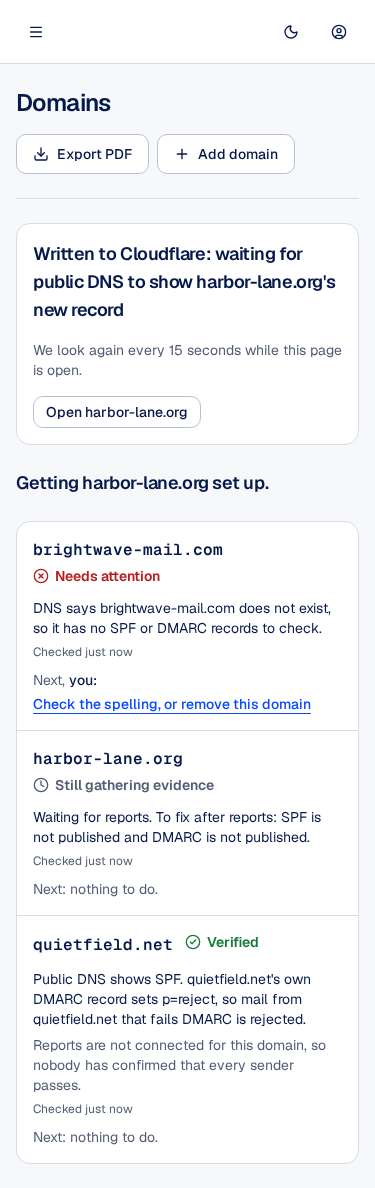 Domains
Export PDF
Add domain
Written to Cloudflare: waiting for
public DNS to show harbor-lane.org's
new record
We look again every 15 seconds while this page
is open.
Open harbor-lane.org
Getting harbor-lane.org set up.
brightwave-mail.com
Needs attention
DNS says brightwave-mail.com does not exist,
so it has no SPF or DMARC records to check.
Checked just now
Next, you:
Check the spelling, or remove this domain
harbor-lane.org
Still gathering evidence
Waiting for reports. To fix after reports: SPF is
not published and DMARC is not published.
Checked just now
Next: nothing to do.
quietfield.net Verified
Public DNS shows SPF. quietfield.net's own
DMARC record sets p=reject, so mail from
quietfield.net that fails DMARC is rejected.
Reports are not connected for this domain, so
nobody has confirmed that every sender
passes.
Checked just now
Next: nothing to do.